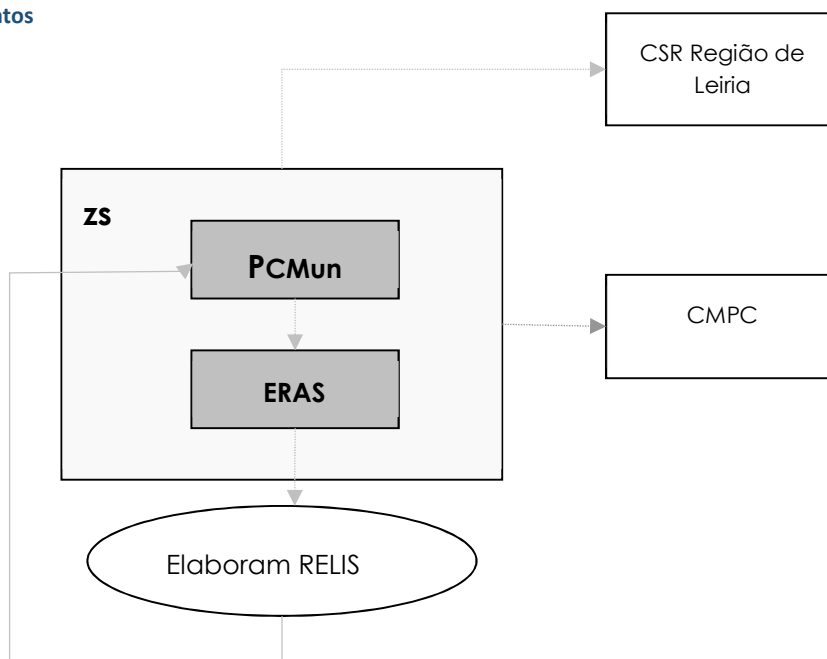 CSR Região de
Leiria
ZS
PCMun
CMPC
ERAS
Elaboram RELIS